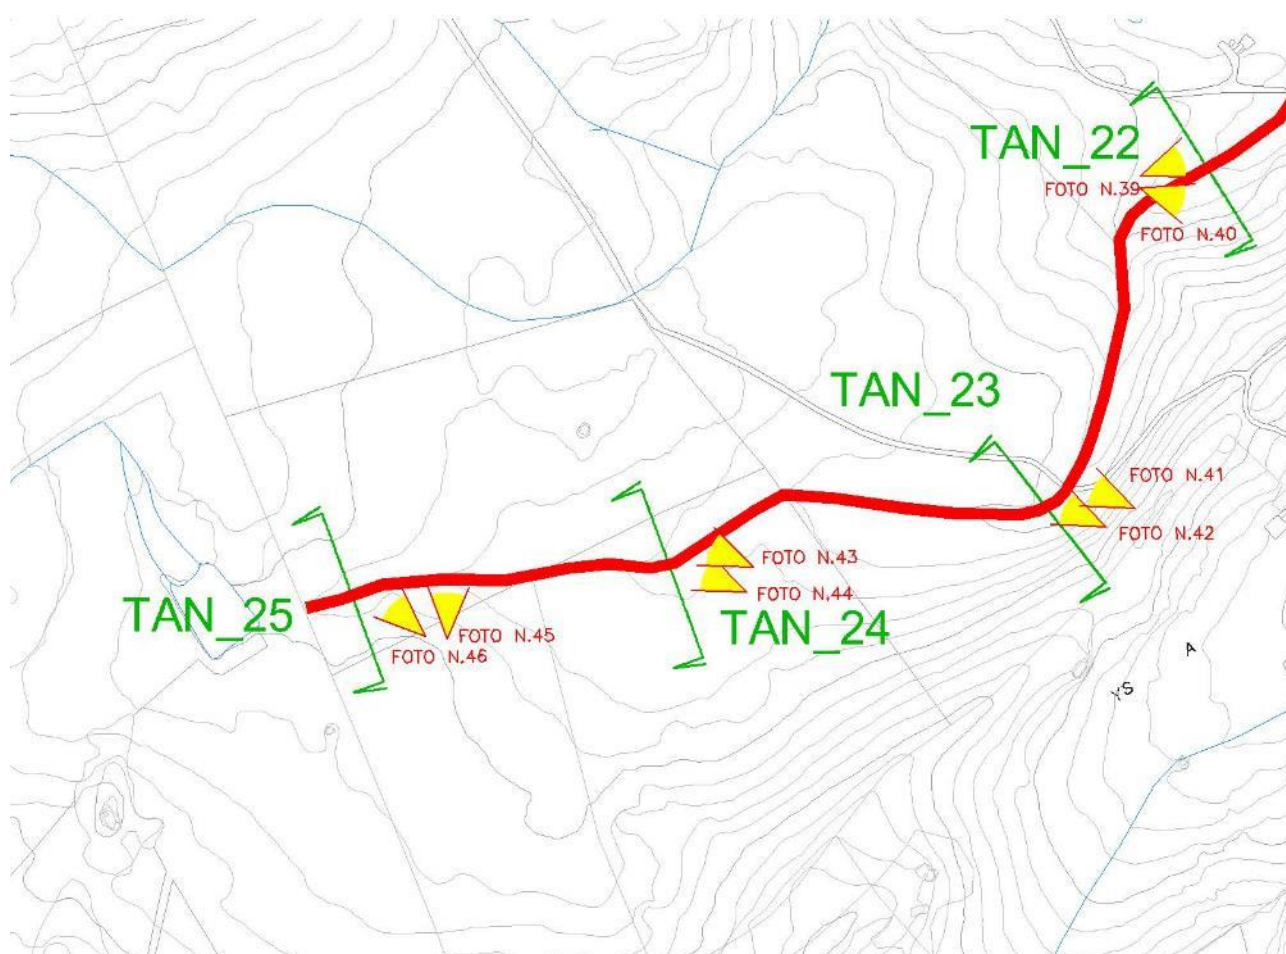 TAN_22
FOTO N.39
FOTO N.40
TAN_23
FOTO N.41
FOTO N.42
FOTO N.43
FOTO N.44
TAN_24
TAN_25
FOTO N.45
FOTO N.46
A
YS